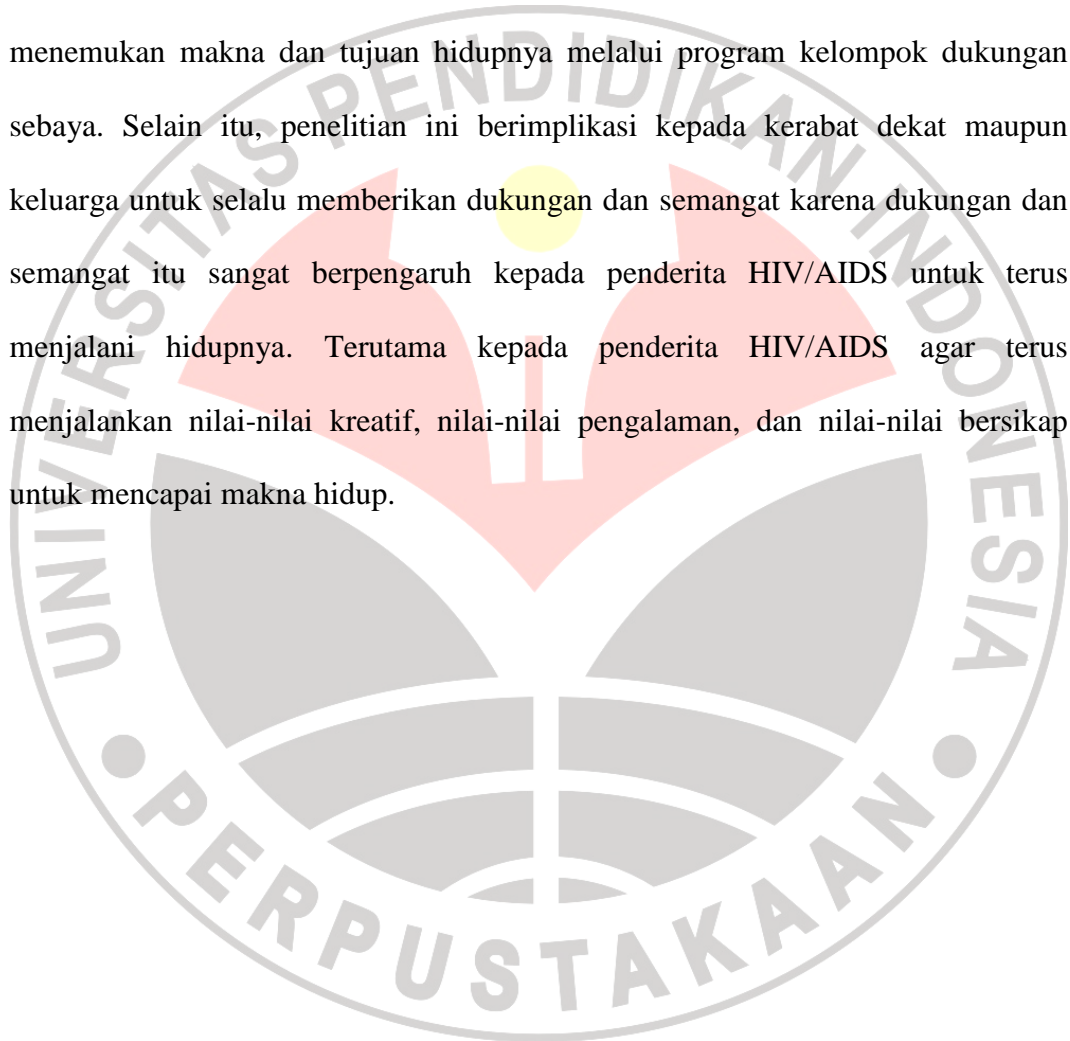 menemukan makna dan tujuan hidupnya melalui program kelompok dukungan
sebaya. Selain itu, penelitian ini berimplikasi kepada kerabat dekat maupun
keluarga untuk selalu memberikan dukungan dan semangat karena dukungan dan
semangat itu sangat berpengaruh kepada penderita HIV/AIDS untuk terus
menjalani hidupnya. Terutama kepada penderita HIV/AIDS agar terus
menjalankan nilai-nilai kreatif, nilai-nilai pengalaman, dan nilai-nilai bersikap
untuk mencapai makna hidup.
UNIVERSITAS PENDIDIKAN INDONESIA
PERPUSTAKAAN